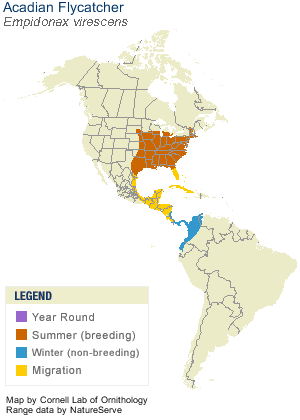 Acadian Flycatcher
Empidonax virescens
LEGEND
Year Round
Summer (breeding)
Winter (non-breeding)
Migration
Map by Cornell Lab of Ornithology
Range data by NatureServe